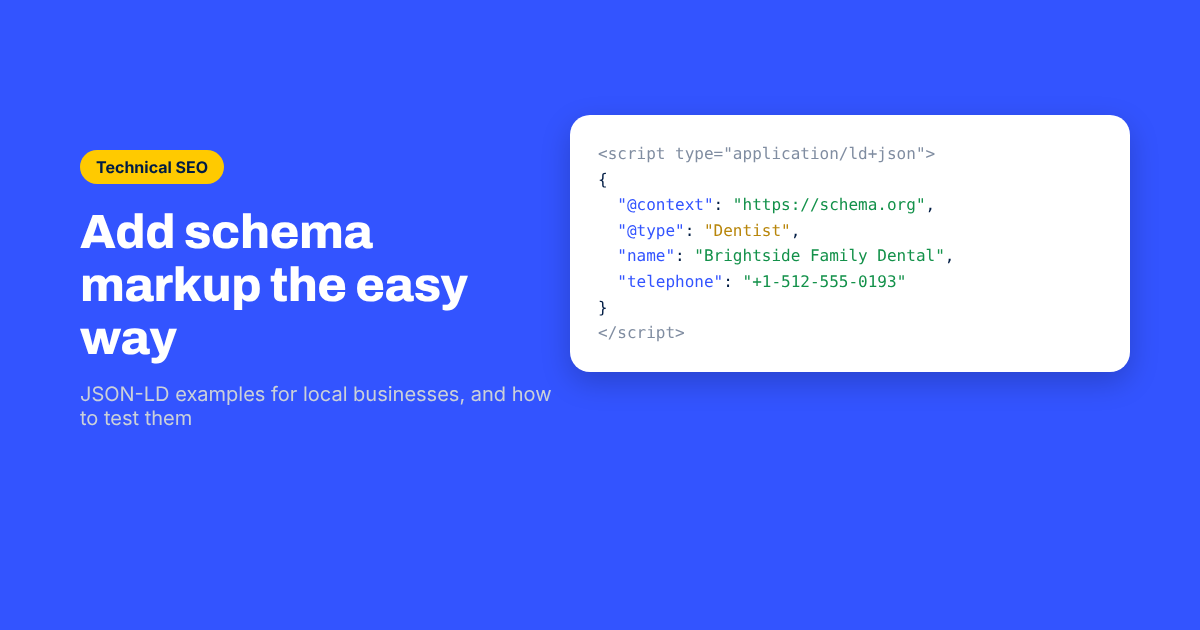 Technical SEO
Add schema
markup the easy
way
JSON-LD examples for local businesses, and how
to test them
<script type="application/ld+json">
{
  "@context": "https://schema.org",
  "@type": "Dentist",
  "name": "Brightside Family Dental",
  "telephone": "+1-512-555-0193"
}
</script>